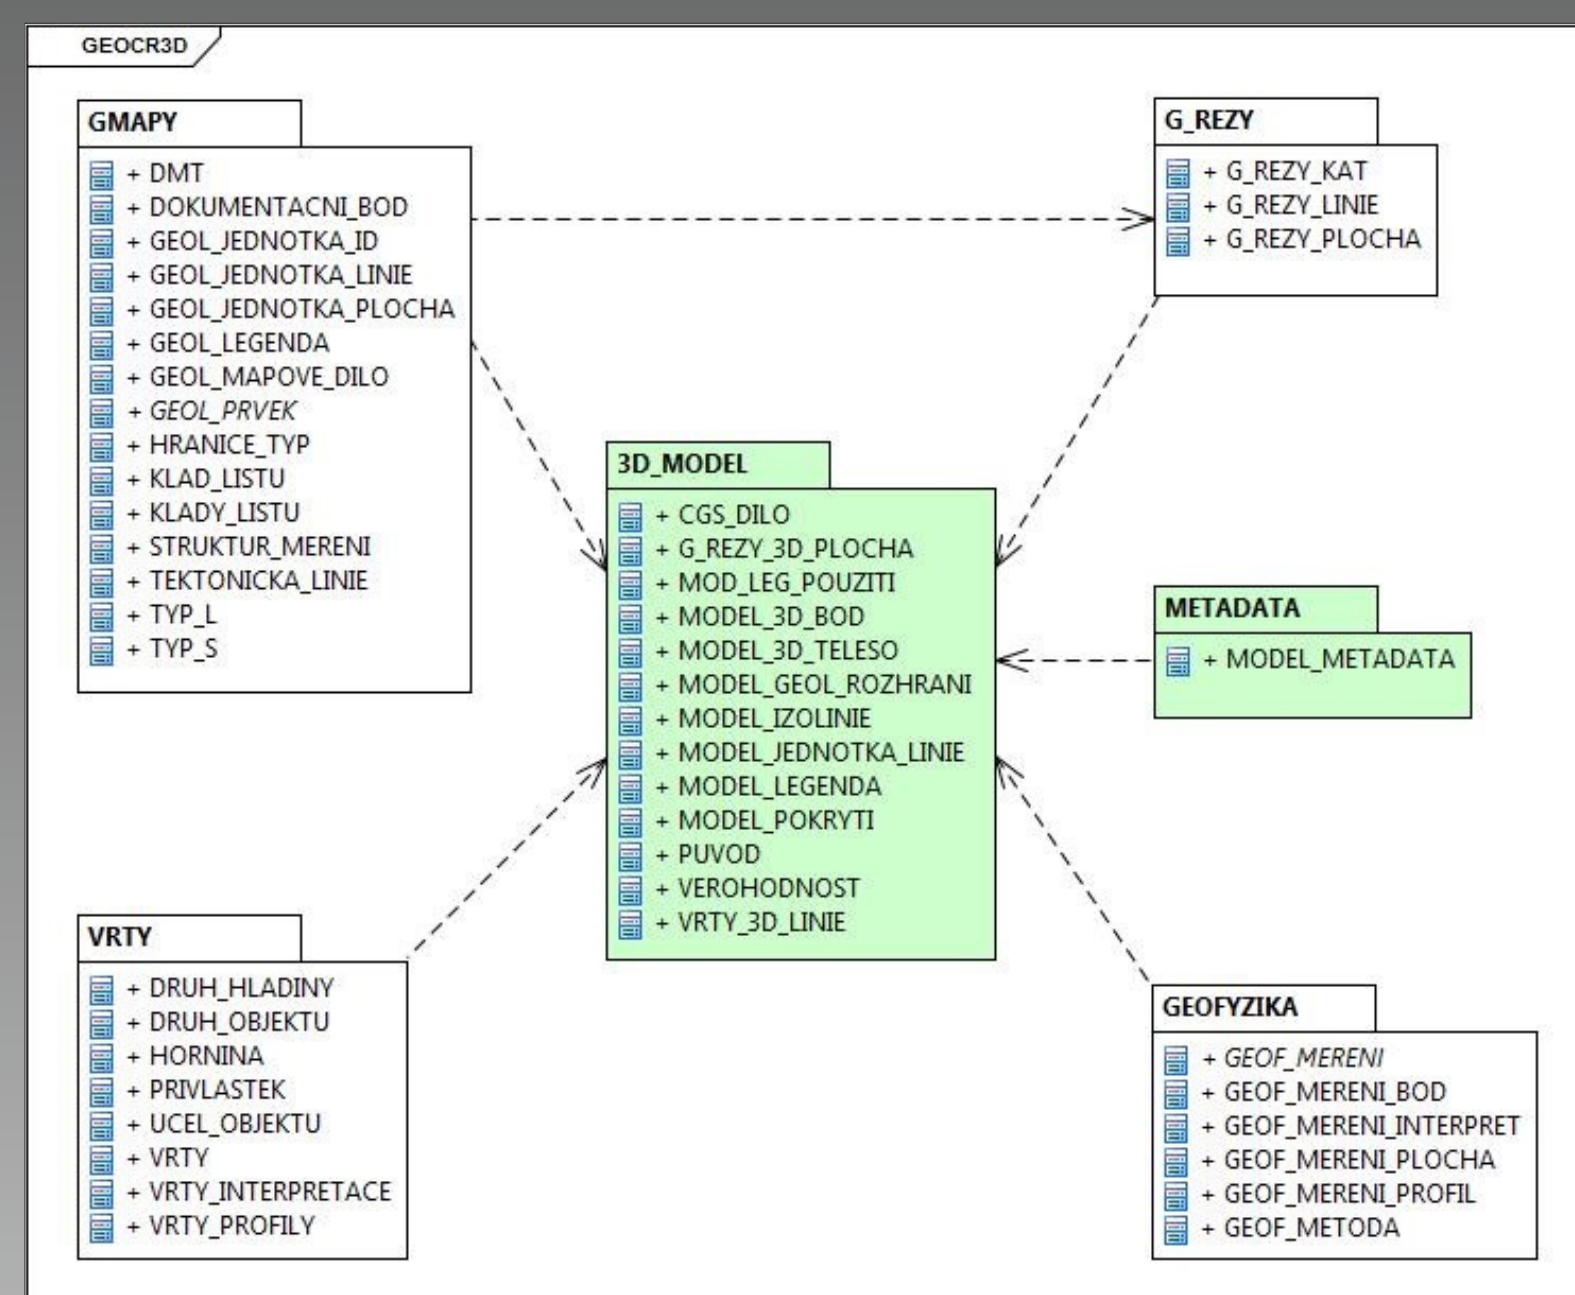 GEOCR3D
GMAPY
+ DMT
+ DOKUMENTACNI_BOD
+ GEOL_JEDNOTKA_ID
+ GEOL_JEDNOTKA_LINIE
+ GEOL_JEDNOTKA_PLOCHA
+ GEOL_LEGENDA
+ GEOL_MAPOVE_DILO
+ GEOL_PRVEK
+ HRANICE_TYP
+ KLAD_LISTU
+ KLADY_LISTU
+ STRUKTUR_MERENI
+ TEKTONICKA_LINIE
+ TYP_L
+ TYP_S
G_REZY
+ G_REZY_KAT
+ G_REZY_LINIE
+ G_REZY_PLOCHA
3D_MODEL
+ CGS_DILO
+ G_REZY_3D_PLOCHA
+ MOD_LEG_POUZITI
+ MODEL_3D_BOD
+ MODEL_3D_TELESO
+ MODEL_GEOL_ROZHRANI
+ MODEL_IZOLINIE
+ MODEL_JEDNOTKA_LINIE
+ MODEL_LEGENDA
+ MODEL_POKRYTI
+ PUVOD
+ VEROHODNOST
+ VRTY_3D_LINIE
METADATA
+ MODEL_METADATA
VRTY
+ DRUH_HLADINY
+ DRUH_OBJEKTU
+ HORNINA
+ PRIVLASTEK
+ UCEL_OBJEKTU
+ VRTY
+ VRTY_INTERPRETACE
+ VRTY_PROFILY
GEOFYZIKA
+ GEOF_MERENI
+ GEOF_MERENI_BOD
+ GEOF_MERENI_INTERPRET
+ GEOF_MERENI_PLOCHA
+ GEOF_MERENI_PROFIL
+ GEOF_METODA